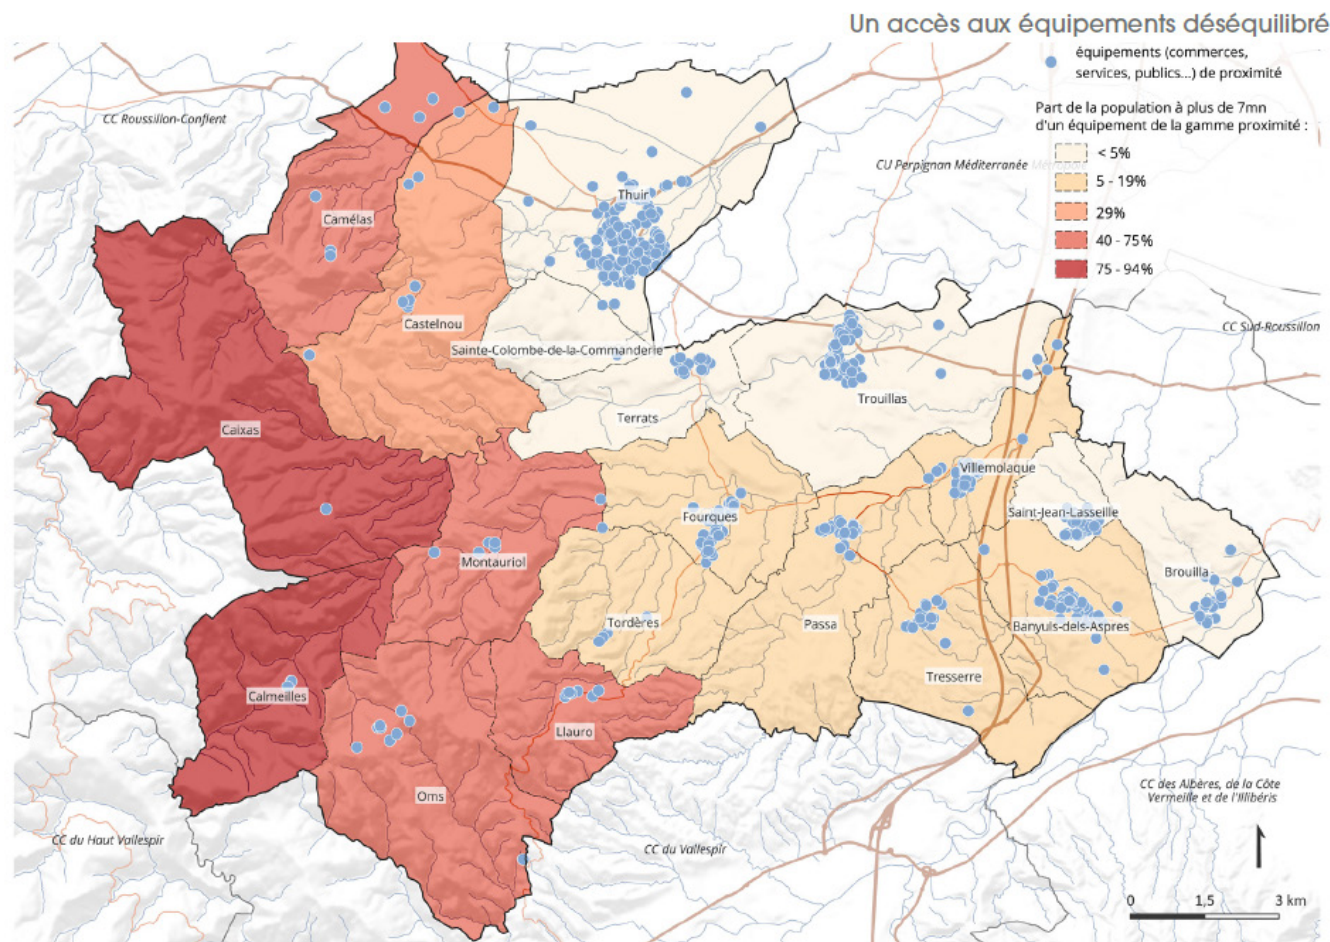 Un accès aux équipements déséquilibré
équipements (commerces,
services, publics...) de proximité
Part de la population à plus de 7mn
d'un équipement de la gamme proximité :
< 5%
5 - 19%
29%
40 - 75%
75 - 94%
CC Roussillon-Conflent
CU Perpignan Méditerranée
Thuir
Camélas
Castelnou
CC Sud-Roussillon
Sainte-Colombe-de-la-Commanderie
Trouillas
Terrats
Caixas
Villemolaque
Saint-Jean-Lasseille
Fourques
Montauriol
Brouilla
Tordères
Passa
Banyuls-dels-Aspres
Tresserre
Calmeilles
Llauro
Oms
CC des Albères, de la Côte
Vermeille et de l'Illibéris
CC du Haut Vallespir
CC du Vallespir
0 1,5 3 km